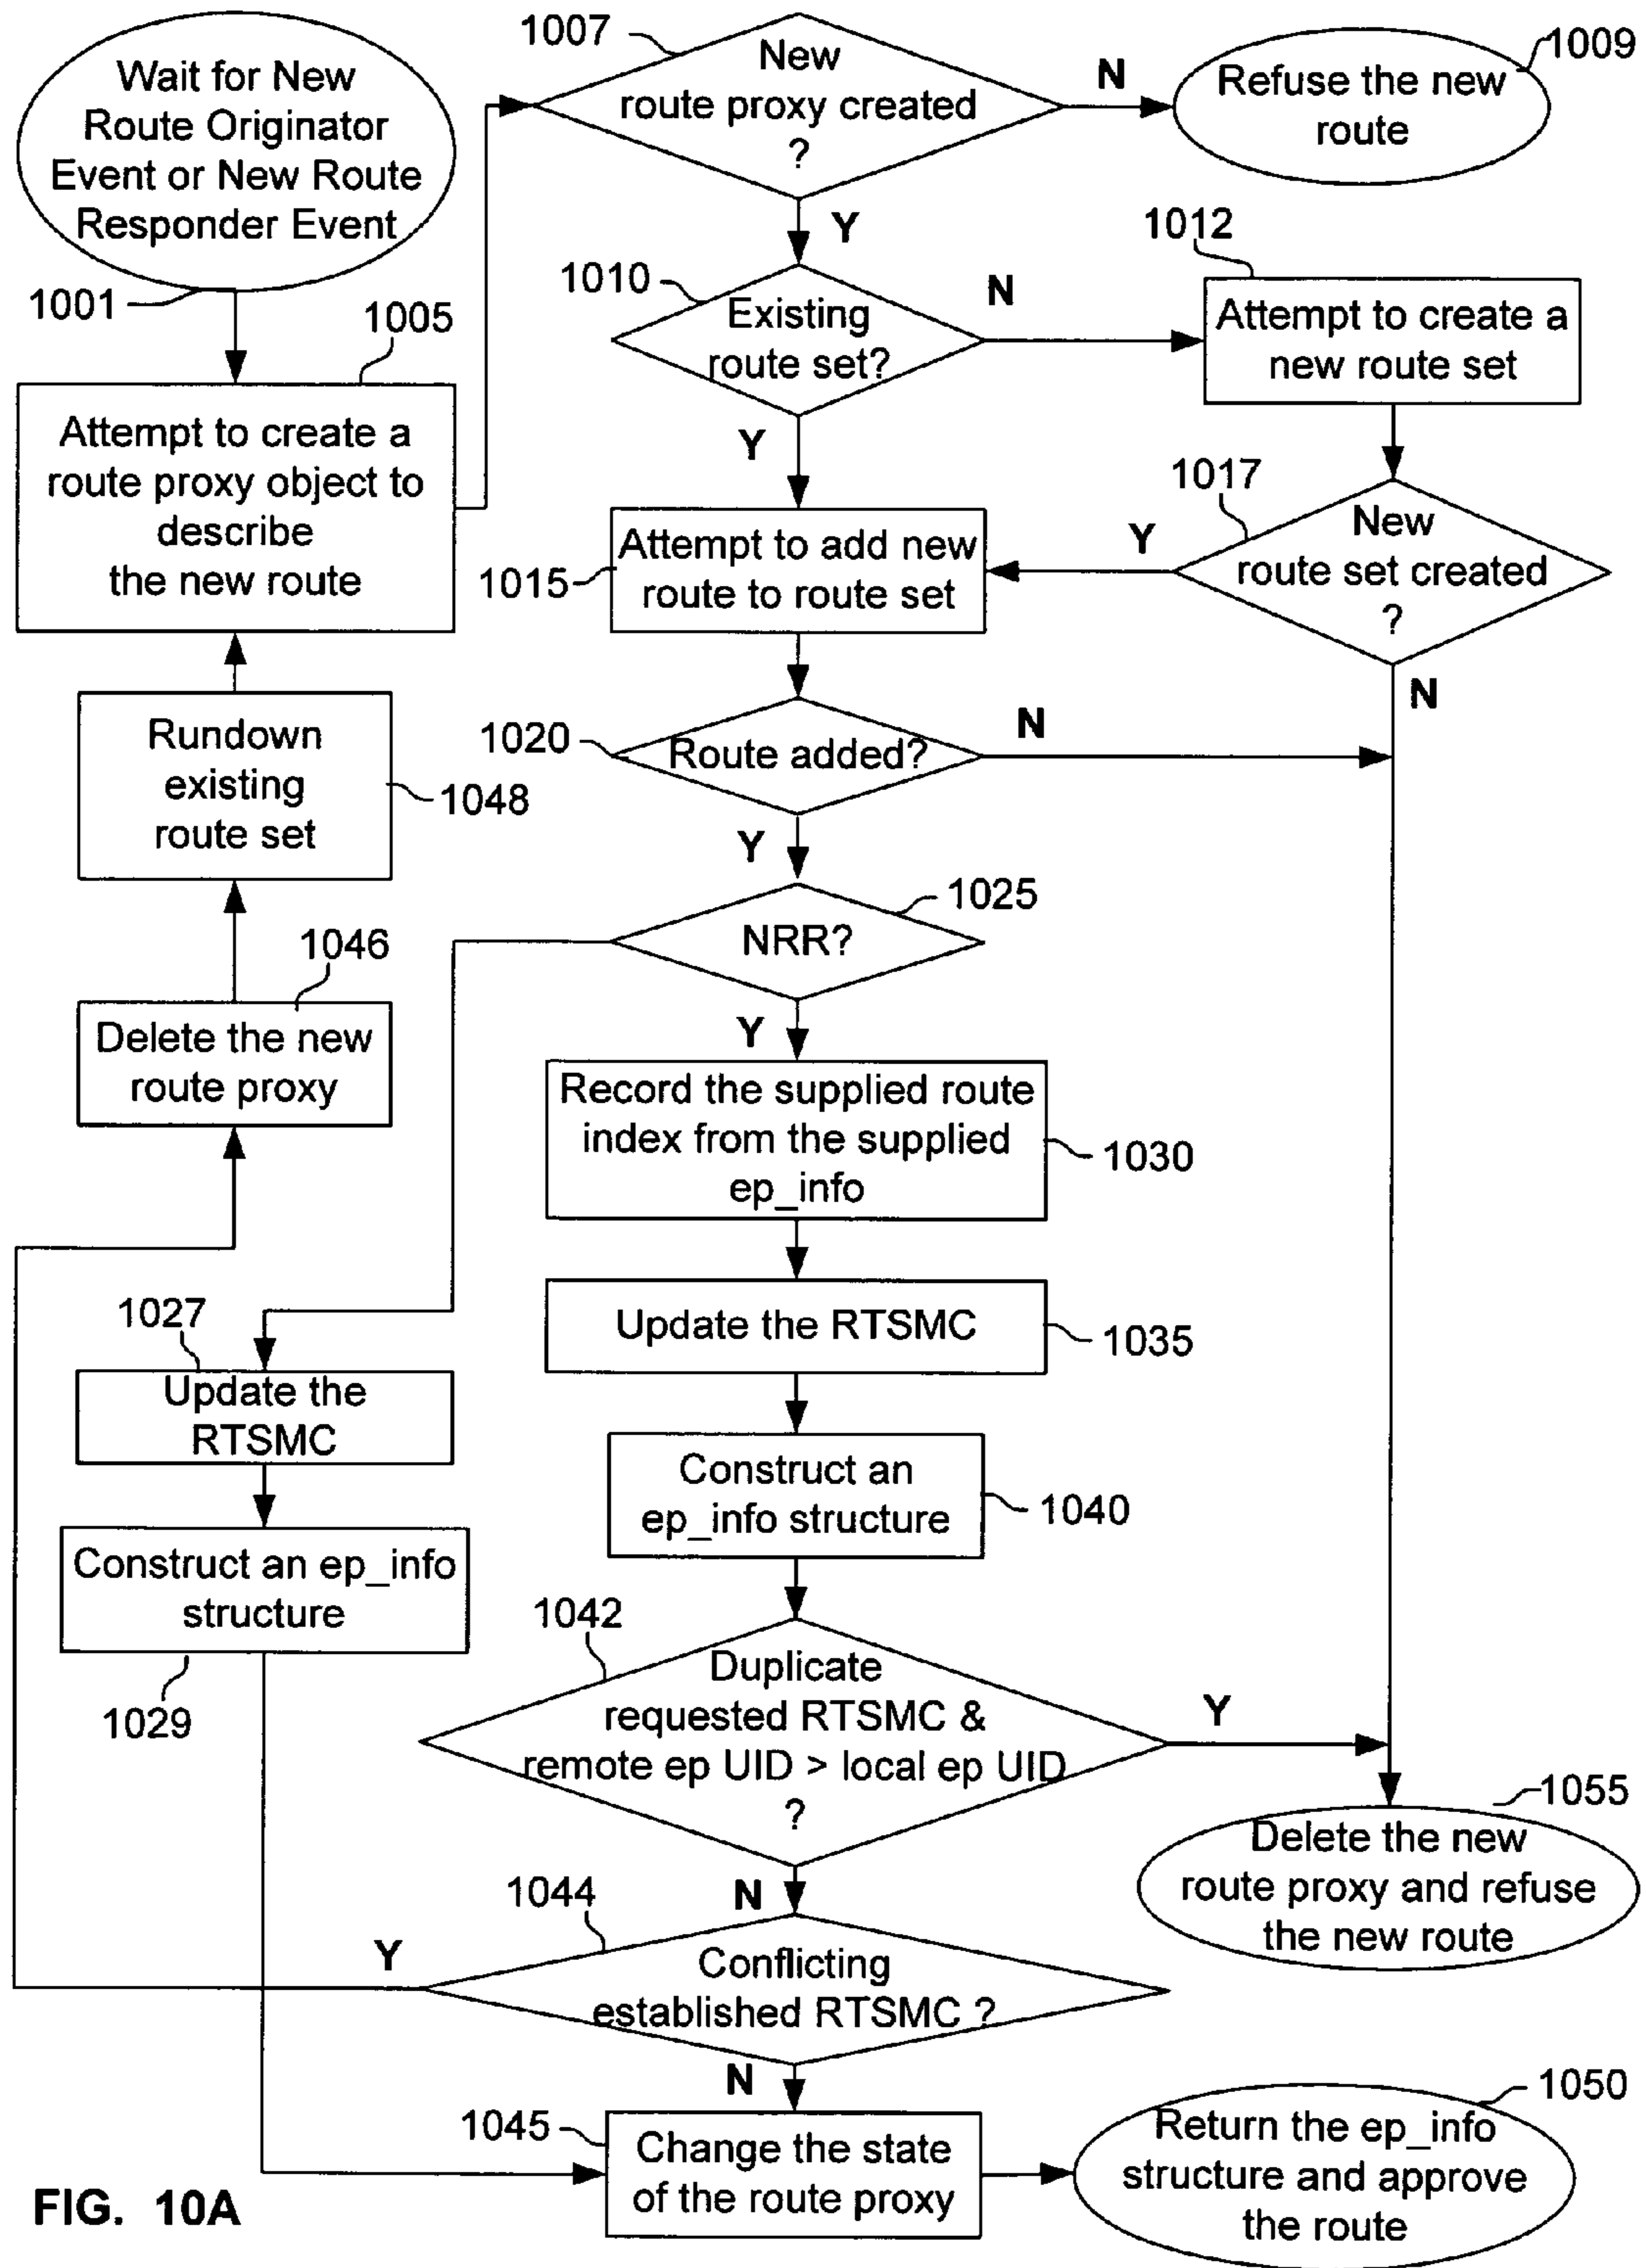 Wait for New
Route Originator
Event or New Route
Responder Event
1001
1005
Attempt to create a
route proxy object to
describe
the new route
1007
New
route proxy created
?
N
1009
Refuse the new
route
Y
1010
Existing
route set?
N
1012
Attempt to create a
new route set
Y
1017
New
route set created
?
Y
N
1015
Attempt to add new
route to route set
1020
Route added?
N
Y
Rundown
existing
route set
1048
1025
NRR?
1046
Delete the new
route proxy
Y
Record the supplied route
index from the supplied
ep_info
1030
Update the RTSMC
1035
1027
Update the
RTSMC
Construct an
ep_info structure
1040
Construct an ep_info
structure
1029
1042
Duplicate
requested RTSMC &
remote ep UID > local ep UID
?
Y
1055
Delete the new
route proxy and refuse
the new route
N
1044
Y
Conflicting
established RTSMC ?
N
1045
Change the state
of the route proxy
1050
Return the ep_info
structure and approve
the route
FIG. 10A